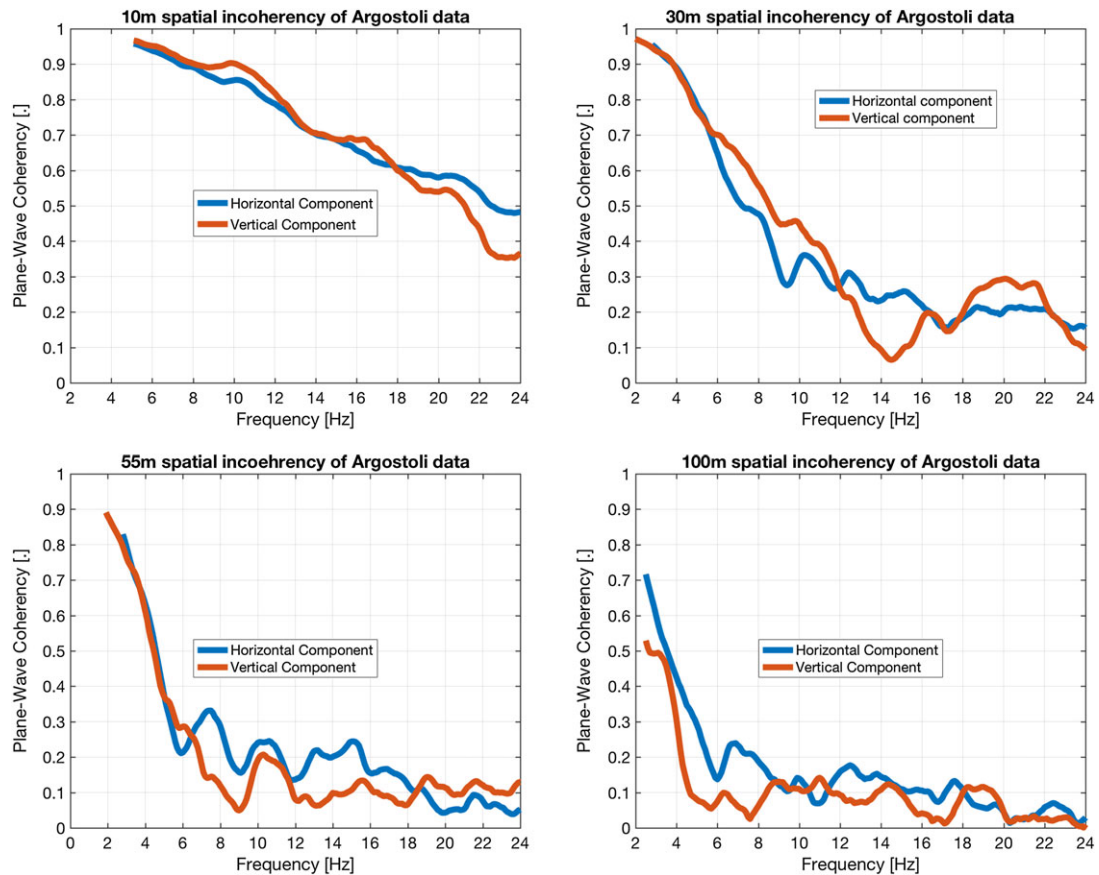 10m spatial incoherency of Argostoli data
Plane-Wave Coherency [.]
1
0.9
0.8
0.7
0.6
0.5
0.4
0.3
0.2
0.1
0
Horizontal Component
Vertical Component
2 4 6 8 10 12 14 16 18 20 22 24
Frequency [Hz]
30m spatial incoherency of Argostoli data
Plane-Wave Coherency [.]
1
0.9
0.8
0.7
0.6
0.5
0.4
0.3
0.2
0.1
0
Horizontal component
Vertical component
2 4 6 8 10 12 14 16 18 20 22 24
Frequency [Hz]
55m spatial incoehrency of Argostoli data
Plane-Wave Coherency [.]
1
0.9
0.8
0.7
0.6
0.5
0.4
0.3
0.2
0.1
0
Horizontal Component
Vertical Component
0 2 4 6 8 10 12 14 16 18 20 22 24
Frequency [Hz]
100m spatial incoherency of Argostoli data
Plane-Wave Coherency [.]
1
0.9
0.8
0.7
0.6
0.5
0.4
0.3
0.2
0.1
0
Horizontal Component
Vertical Component
2 4 6 8 10 12 14 16 18 20 22 24
Frequency [Hz]